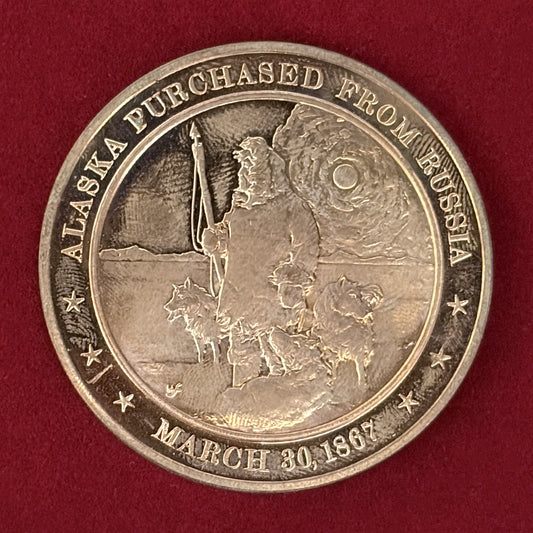 ALASKA PURCHASED FROM RUSSIA
MARCH 30, 1867